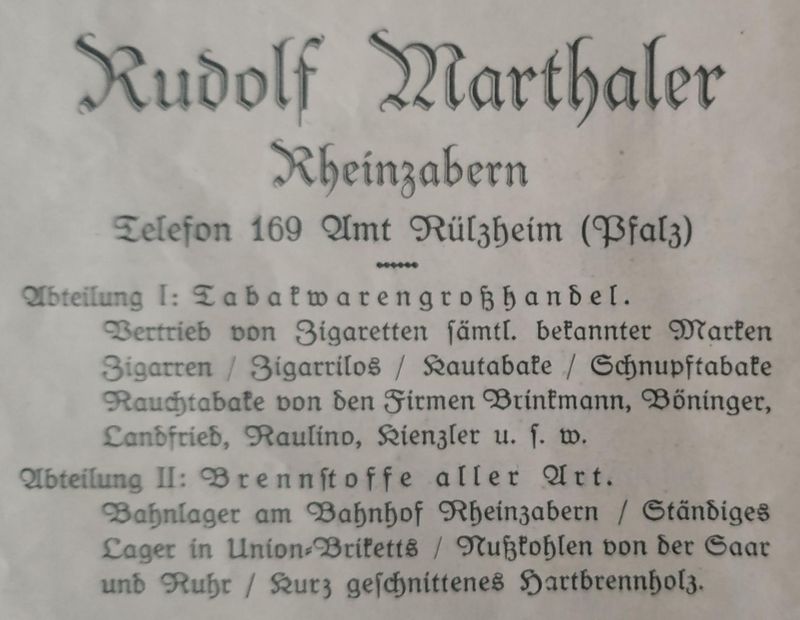 Rudolf Marthaler
Rheinzabern
Telefon 169 Amt Rülzheim (Pfalz)
Abteilung I: Tabakwarengroßhandel.
Vertrieb von Zigaretten sämtl. bekannter Marken
Zigarren / Zigarrilos / Kautabake / Schnupftabake
Rauchtabake von den Firmen Brinkmann, Böninger,
Landfried, Raulino, Kienzler u. s. w.
Abteilung II: Brennstoffe aller Art.
Bahnlager am Bahnhof Rheinzabern / Ständiges
Lager in Union-Briketts / Nußkohlen von der Saar
und Ruhr / Kurz geschnittenes Hartbrennholz.